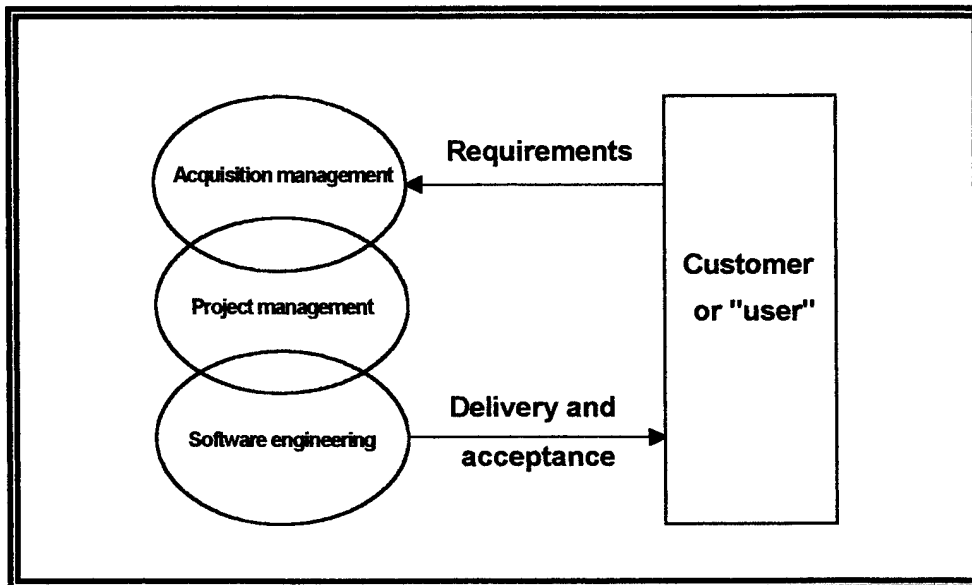 Acquisition management
Requirements
Project management
Customer
or "user"
Software engineering
Delivery and
acceptance